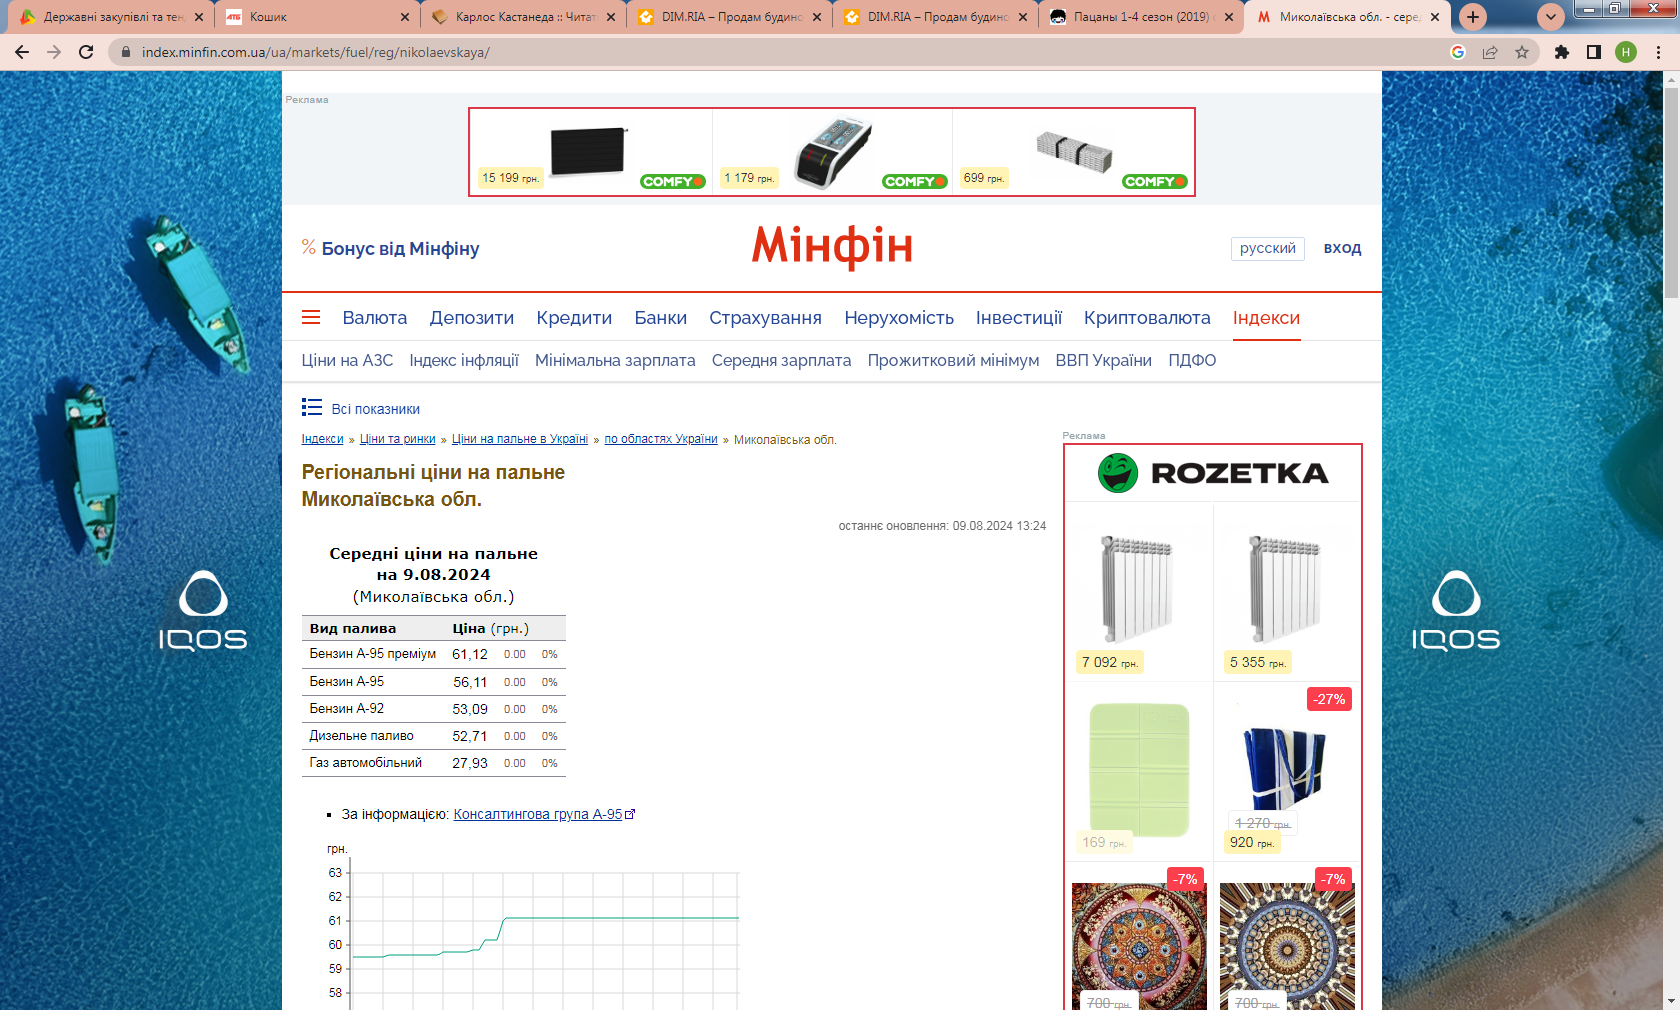 Державні закупівлі та тен
Кошик
Карлос Кастанеда :: Читат
DIM.RIA – Продам будино
DIM.RIA – Продам будино
Пацаны 1-4 сезон (2019)
Миколаївська обл. - серед
index.minfin.com.ua/ua/markets/fuel/reg/nikolaevskaya/
H
Реклама
15 199 грн.
COMFY
1 179 грн.
COMFY
699 грн.
COMFY
% Бонус від Мінфіну
Мінфін
русский
ВХОД
Валюта Депозити Кредити Банки Страхування Нерухомість Інвестиції Криптовалюта Індекси
Ціни на АЗС Індекс інфляції Мінімальна зарплата Середня зарплата Прожитковий мінімум ВВП України ПДФО
Всі показники
Індекси » Ціни та ринки » Ціни на пальне в Україні » по областях України » Миколаївська обл.
Регіональні ціни на пальне
Миколаївська обл.
останнє оновлення: 09.08.2024 13:24
Середні ціни на пальне
на 9.08.2024
(Миколаївська обл.)
Вид палива Ціна (грн.)
Бензин А-95 преміум 61,12 0.00 0%
Бензин А-95 56,11 0.00 0%
Бензин А-92 53,09 0.00 0%
Дизельне паливо 52,71 0.00 0%
Газ автомобільний 27,93 0.00 0%
За інформацією: Консалтингова група А-95
грн.
63
62
61
60
59
58
Реклама
ROZETKA
7 092 грн.
5 355 грн.
-27%
169 грн.
1 270 грн.
920 грн.
-7%
-7%
700 грн.
700 грн.
IQOS
IQOS